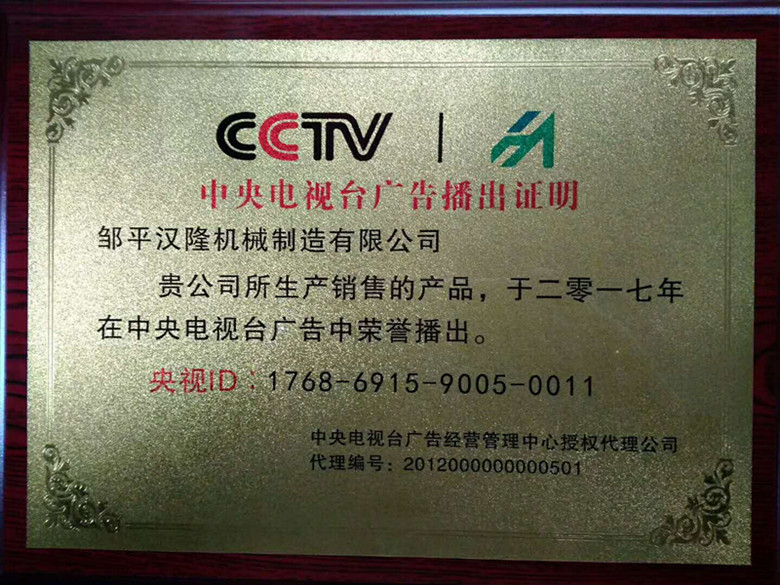 CCTV
中央电视台广告播出证明
邹平汉隆机械制造有限公司
贵公司所生产销售的产品，于二零一七年
在中央电视台广告中荣誉播出。
央视ID：1768-6915-9005-0011
中央电视台广告经营管理中心授权代理公司
代理编号：2012000000000501